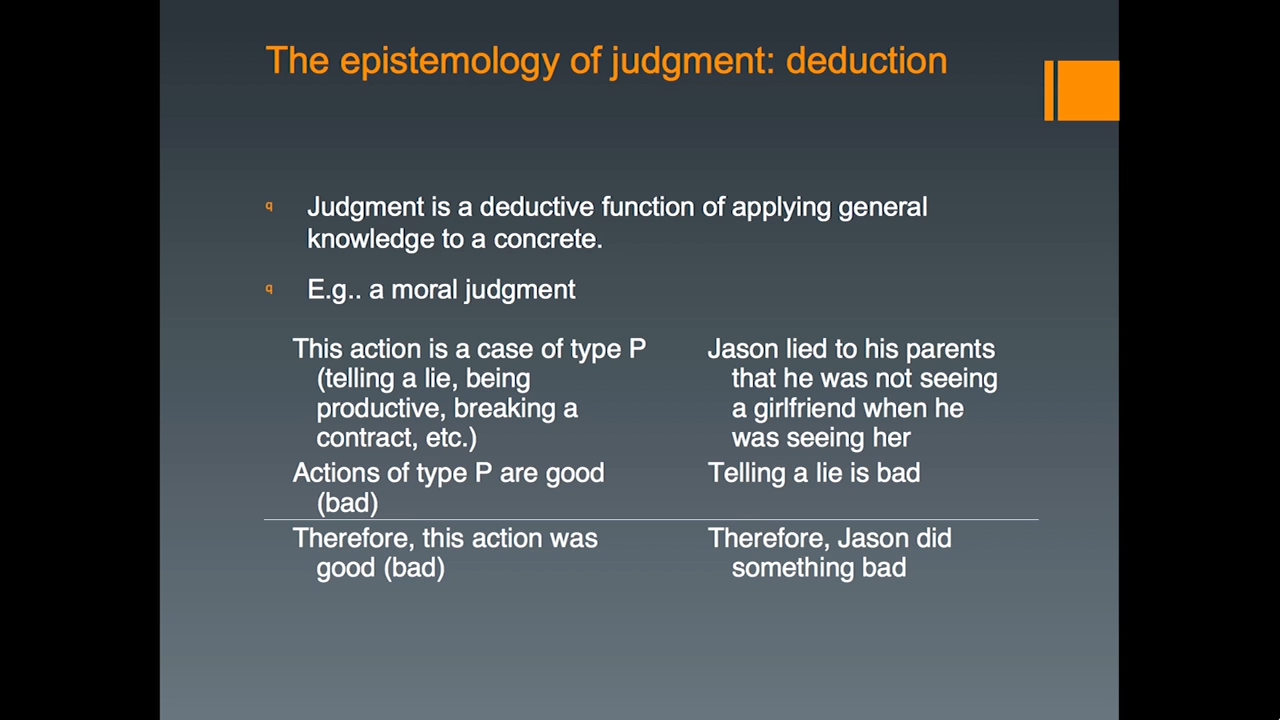 The epistemology of judgment: deduction
q Judgment is a deductive function of applying general
knowledge to a concrete.
q E.g.. a moral judgment
This action is a case of type P
(telling a lie, being
productive, breaking a
contract, etc.)
Actions of type P are good
(bad)
Therefore, this action was
good (bad)
Jason lied to his parents
that he was not seeing
a girlfriend when he
was seeing her
Telling a lie is bad
Therefore, Jason did
something bad